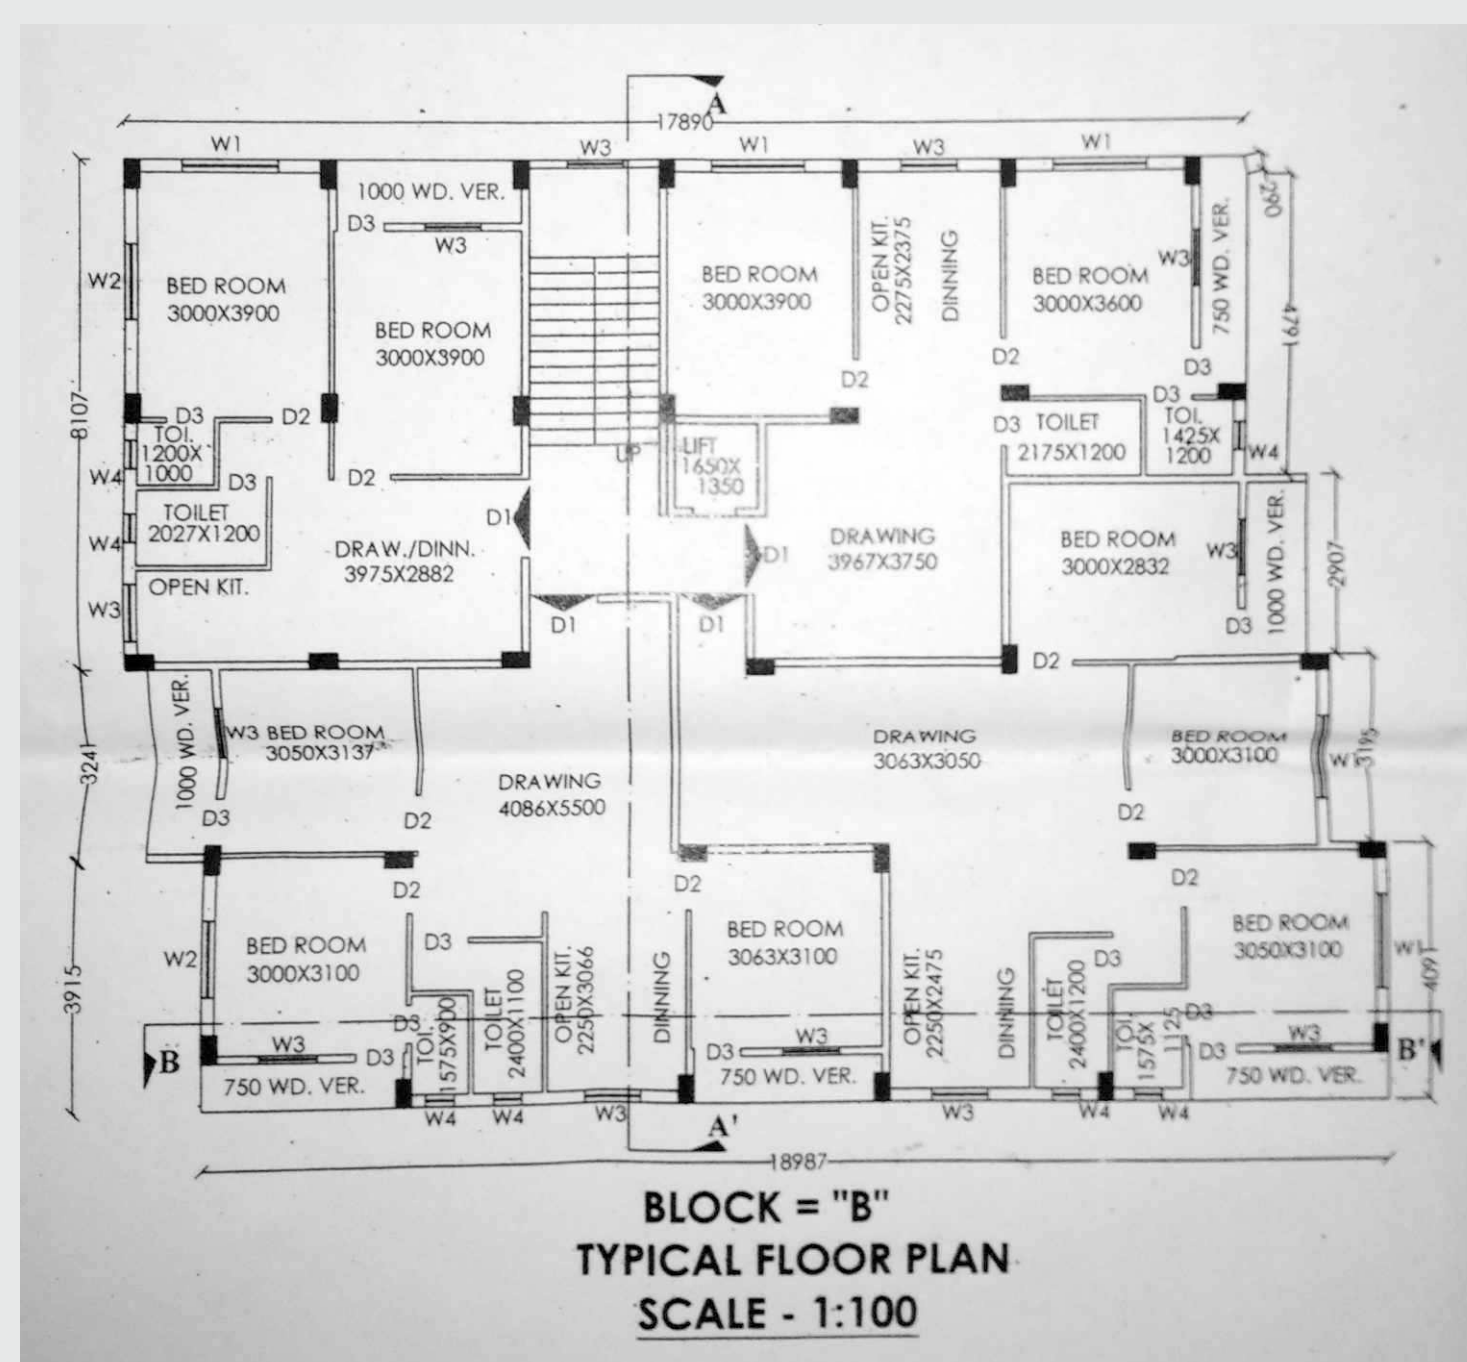 A
17890
W1
W3
W1
W3
W1
1000 WD. VER.
D3
W3
290
W2
BED ROOM
3000X3900
BED ROOM
3000X3900
BED ROOM
3000X3900
OPEN KIT.
2275X2375
DINNING
BED ROOM
3000X3600
W3
750 WD. VER.
4791
D2
D2
D3
8107
D3
D2
TOI.
1200X
1000
W4
D3
D2
UP
LIFT
1650X
1350
D3
TOILET
2175X1200
D3
TOI.
1425X
1200
W4
TOILET
2027X1200
W4
D1
DRAW./DINN.
3975X2882
OPEN KIT.
W3
D1
DRAWING
3967X3750
BED ROOM
3000X2832
W3
1000 WD. VER.
2907
D3
D1
D1
D2
1000 WD. VER.
W3
BED ROOM
3050X3137
3241
D3
D2
DRAWING
4086X5500
DRAWING
3063X3050
BED ROOM
3000X3100
3195
D2
D2
D2
D2
BED ROOM
3000X3100
W2
3915
D3
D3
TOI.
1575X900
TOILET
2400X1100
OPEN KIT.
2250X3066
DINNING
BED ROOM
3063X3100
OPEN KIT.
2250X2475
DINNING
TOILET
2400X1200
D3
TOI.
1575X
1125
D3
BED ROOM
3050X3100
W1
4091
B
W3
D3
750 WD. VER.
D3
W3
750 WD. VER.
D3
W3
750 WD. VER.
B'
W4
W4
W3
W3
W4
W4
A'
18987
BLOCK = "B"
TYPICAL FLOOR PLAN
SCALE - 1:100